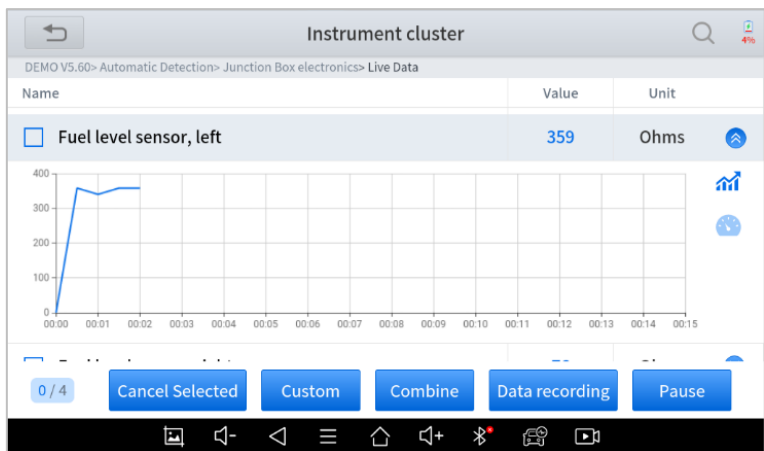 Instrument cluster
4%
DEMO V5.60> Automatic Detection> Junction Box electronics> Live Data
Name Value Unit
Fuel level sensor, left 359 Ohms
400
300
200
100
0
00:00 00:01 00:02 00:03 00:04 00:05 00:06 00:07 00:08 00:09 00:10 00:11 00:12 00:13 00:14 00:15
0 / 4 Cancel Selected Custom Combine Data recording Pause